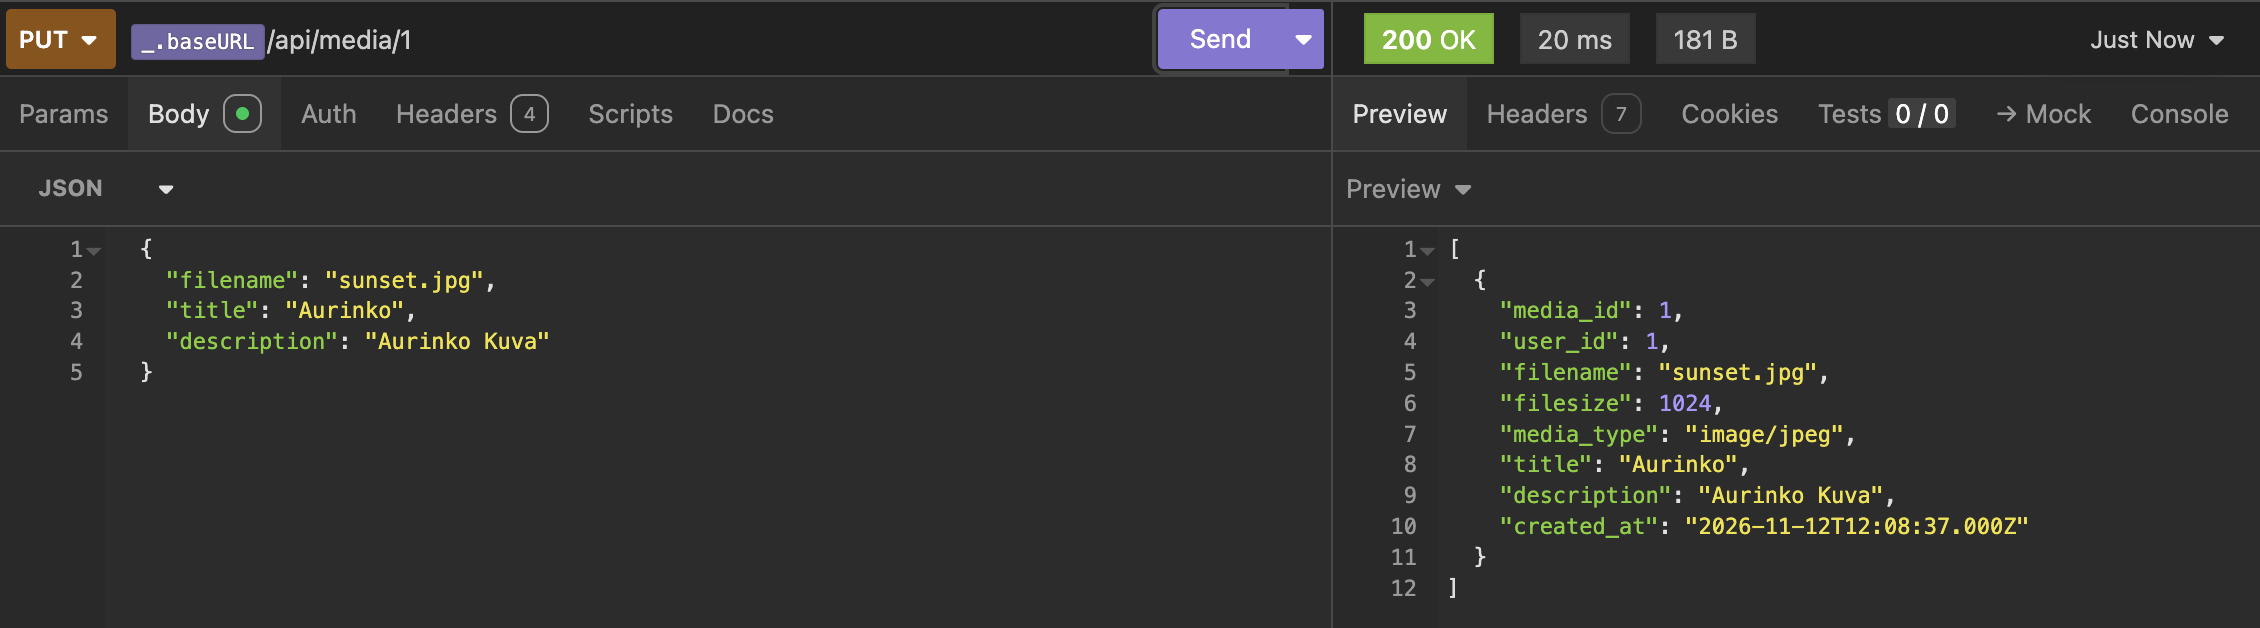 PUT _.baseURL/api/media/1 Send
200 OK 20 ms 181 B Just Now
Params Body Auth Headers 4 Scripts Docs
Preview Headers 7 Cookies Tests 0 / 0 → Mock Console
JSON
Preview
1 {
2 "filename": "sunset.jpg",
3 "title": "Aurinko",
4 "description": "Aurinko Kuva"
5 }
1 [
2 {
3 "media_id": 1,
4 "user_id": 1,
5 "filename": "sunset.jpg",
6 "filesize": 1024,
7 "media_type": "image/jpeg",
8 "title": "Aurinko",
9 "description": "Aurinko Kuva",
10 "created_at": "2026-11-12T12:08:37.000Z"
11 }
12 ]